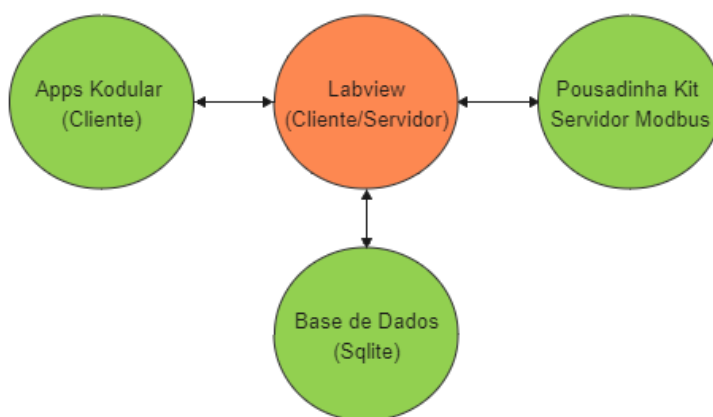 Apps Kodular
(Cliente)
Labview
(Cliente/Servidor)
Pousadinha Kit
Servidor Modbus
Base de Dados
(Sqlite)